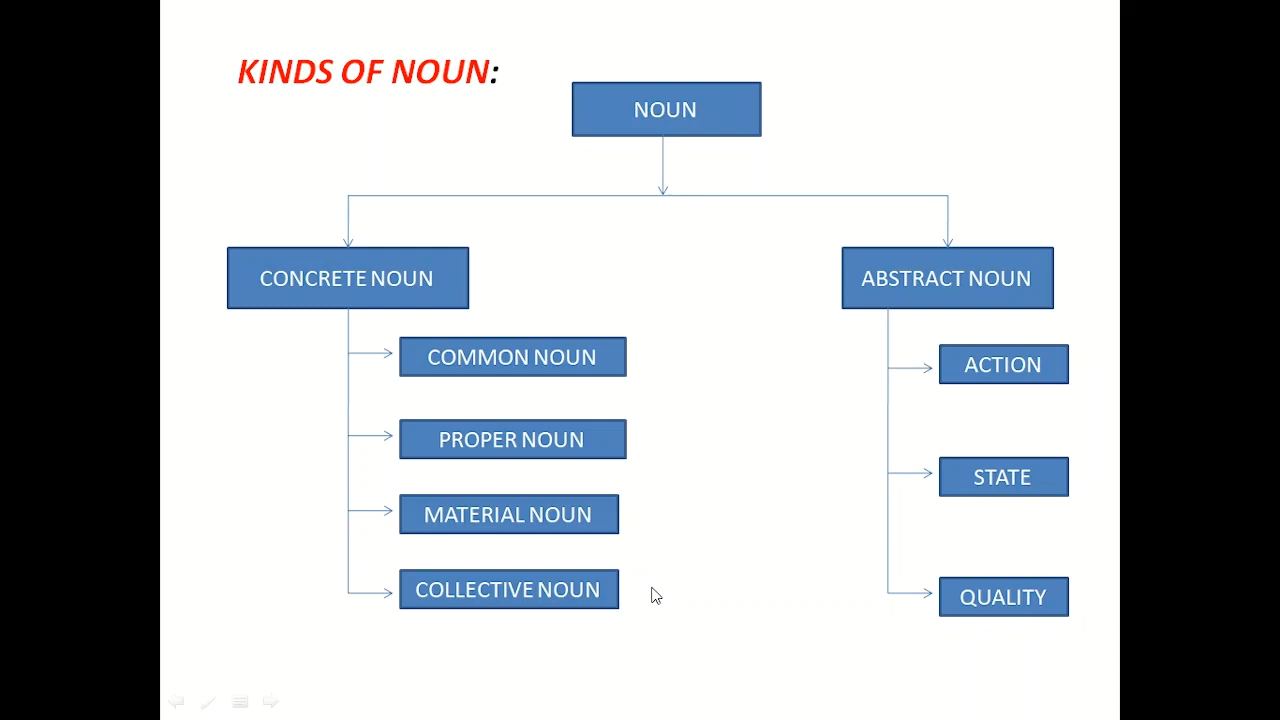 KINDS OF NOUN:
NOUN
CONCRETE NOUN
ABSTRACT NOUN
COMMON NOUN
ACTION
PROPER NOUN
STATE
MATERIAL NOUN
COLLECTIVE NOUN
QUALITY